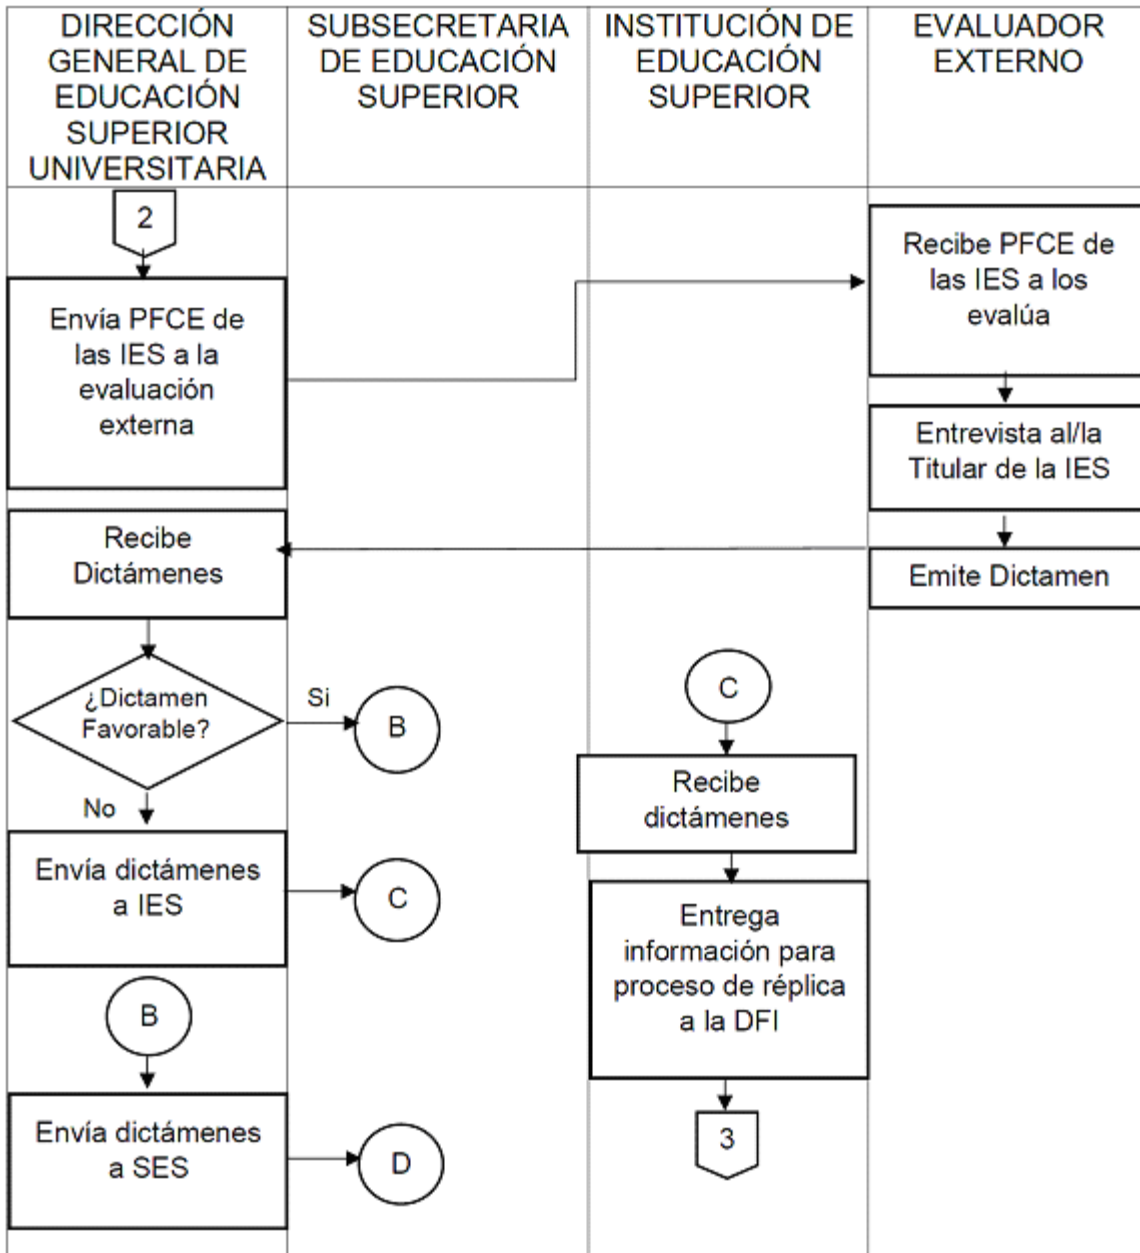 DIRECCIÓN
GENERAL DE
EDUCACIÓN
SUPERIOR
UNIVERSITARIA
SUBSECRETARIA
DE EDUCACIÓN
SUPERIOR
INSTITUCIÓN DE
EDUCACIÓN
SUPERIOR
EVALUADOR
EXTERNO
2
Envía PFCE de
las IES a la
evaluación
externa
Recibe PFCE de
las IES a los
evalúa
Entrevista al/la
Titular de la IES
Emite Dictamen
Recibe
Dictámenes
¿Dictamen
Favorable?
Si
B
No
Envía dictámenes
a IES
C
B
Envía dictámenes
a SES
D
C
Recibe
dictámenes
Entrega
información para
proceso de réplica
a la DFI
3